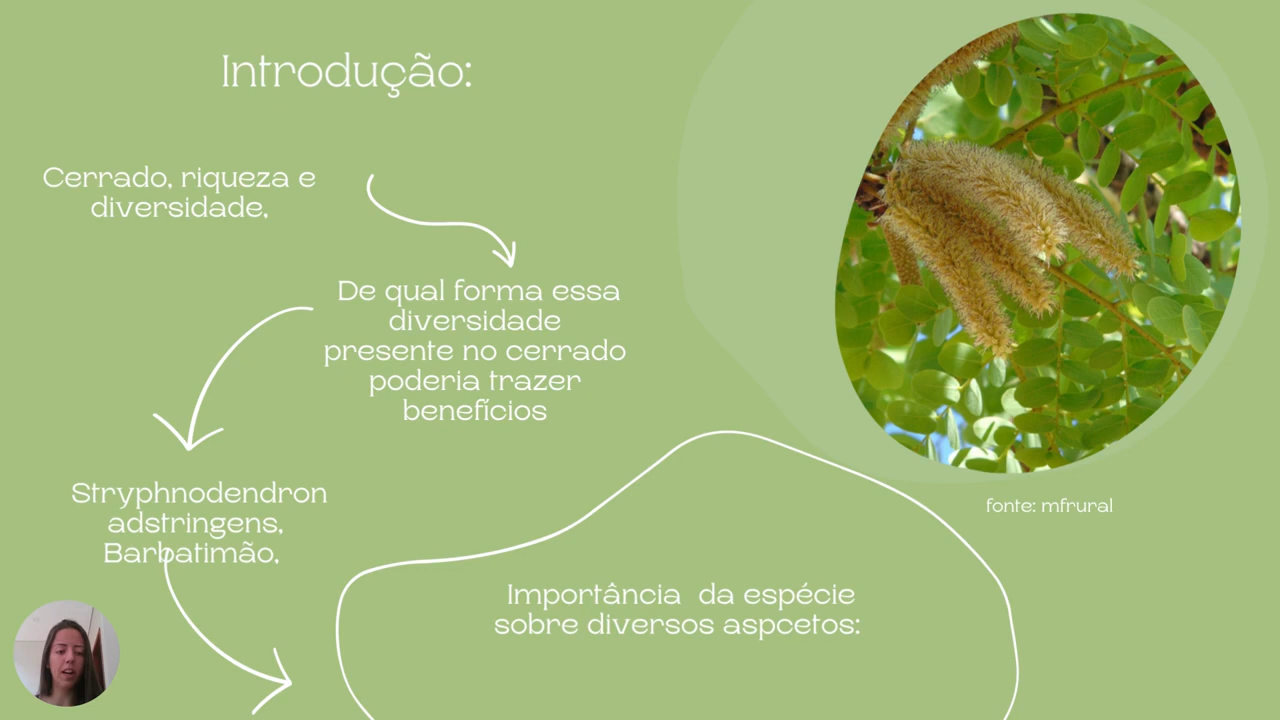 Introdução:
Cerrado, riqueza e
diversidade,
De qual forma essa
diversidade
presente no cerrado
poderia trazer
benefícios
Stryphnodendron
adstringens,
Barbatimão,
fonte: mfrural
Importância  da espécie
sobre diversos aspcetos: